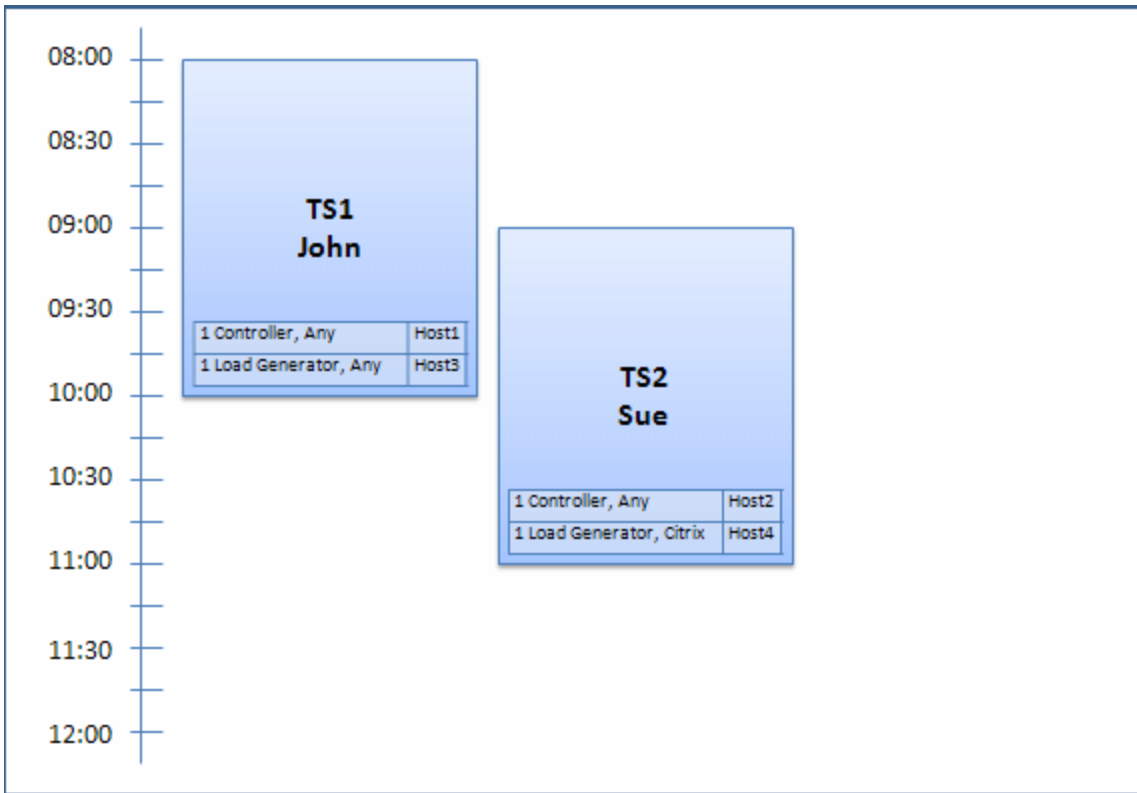 08:00
08:30
09:00
09:30
10:00
10:30
11:00
11:30
12:00
TS1
John
1 Controller, Any Host1
1 Load Generator, Any Host3
TS2
Sue
1 Controller, Any Host2
1 Load Generator, Citrix Host4